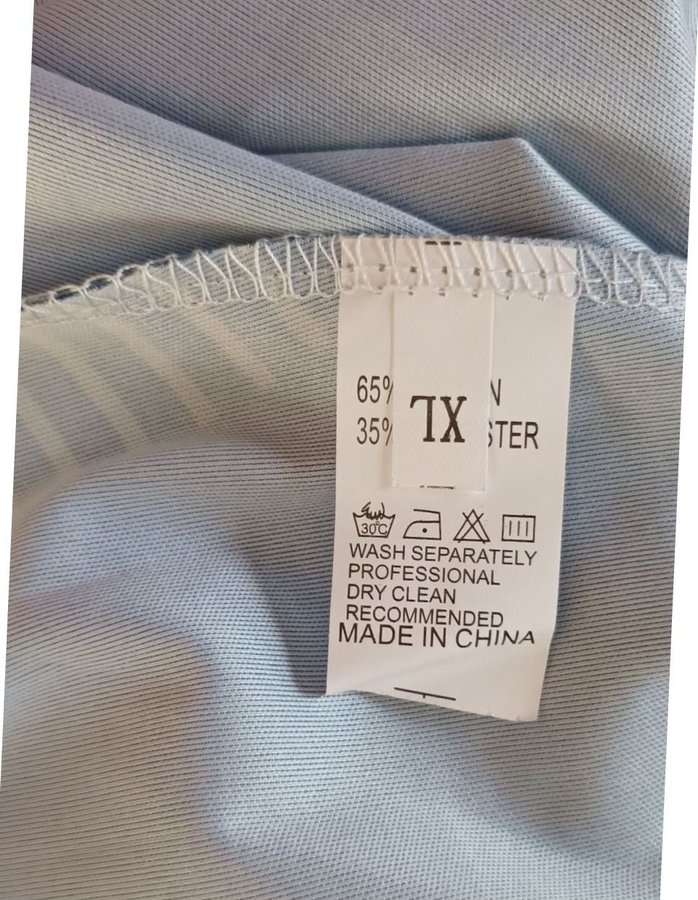 65%
N
35%
STER
XL
30°C
WASH SEPARATELY
PROFESSIONAL
DRY CLEAN
RECOMMENDED
MADE IN CHINA